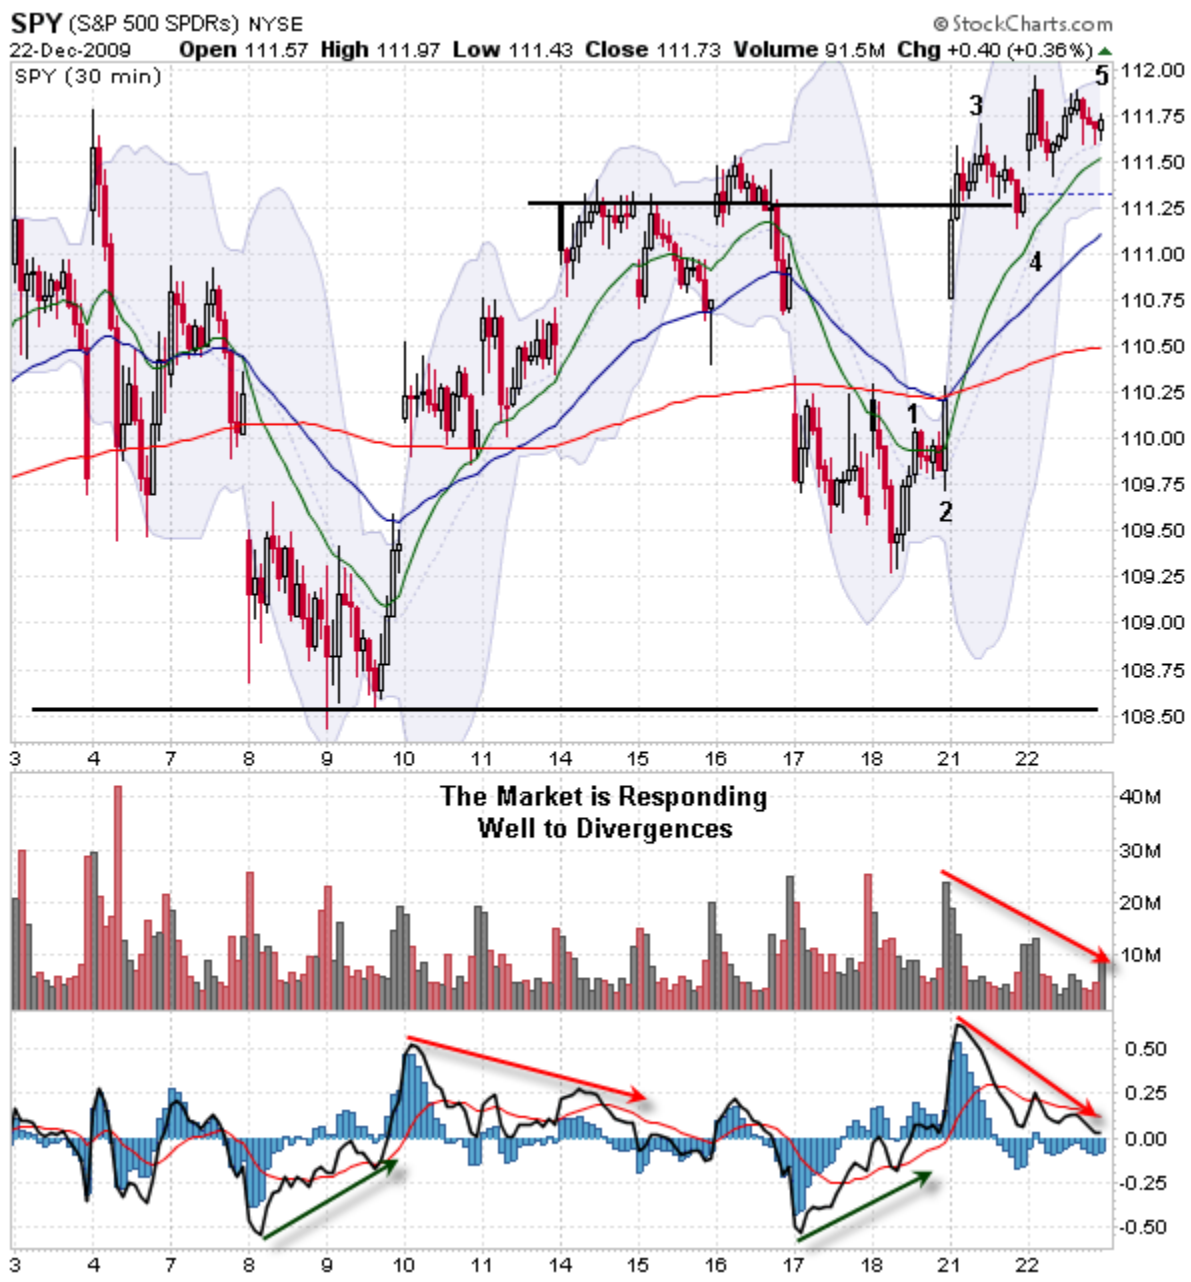 SPY (S&P 500 SPDRs) NYSE © StockCharts.com
22-Dec-2009 Open 111.57 High 111.97 Low 111.43 Close 111.73 Volume 91.5M Chg +0.40 (+0.36%)
SPY (30 min)
112.00
5
3
111.75
111.50
111.25
111.00
4
110.75
110.50
110.25
1
110.00
109.75
2
109.50
109.25
109.00
108.75
108.50
3 4 7 8 9 10 11 14 15 16 17 18 21 22
The Market is Responding
Well to Divergences
40M
30M
20M
10M
0.50
0.25
0.00
-0.25
-0.50
3 4 7 8 9 10 11 14 15 16 17 18 21 22